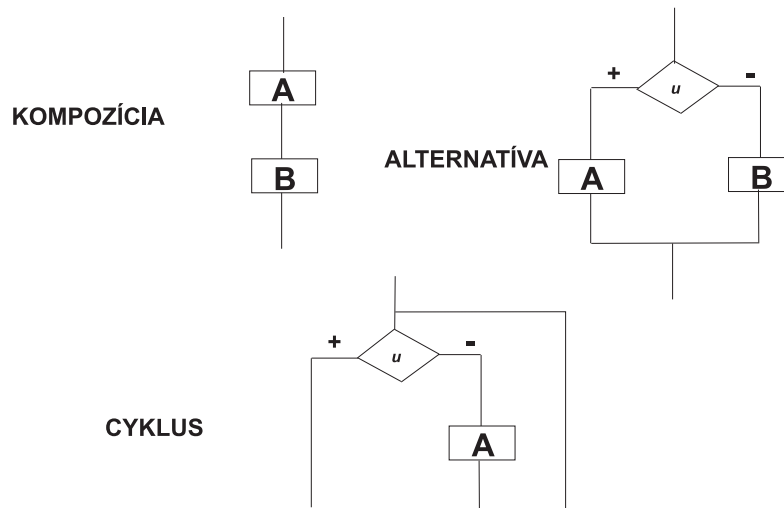 KOMPOZÍCIA
A
B
ALTERNATÍVA
+
u
-
A
B
CYKLUS
+
u
-
A